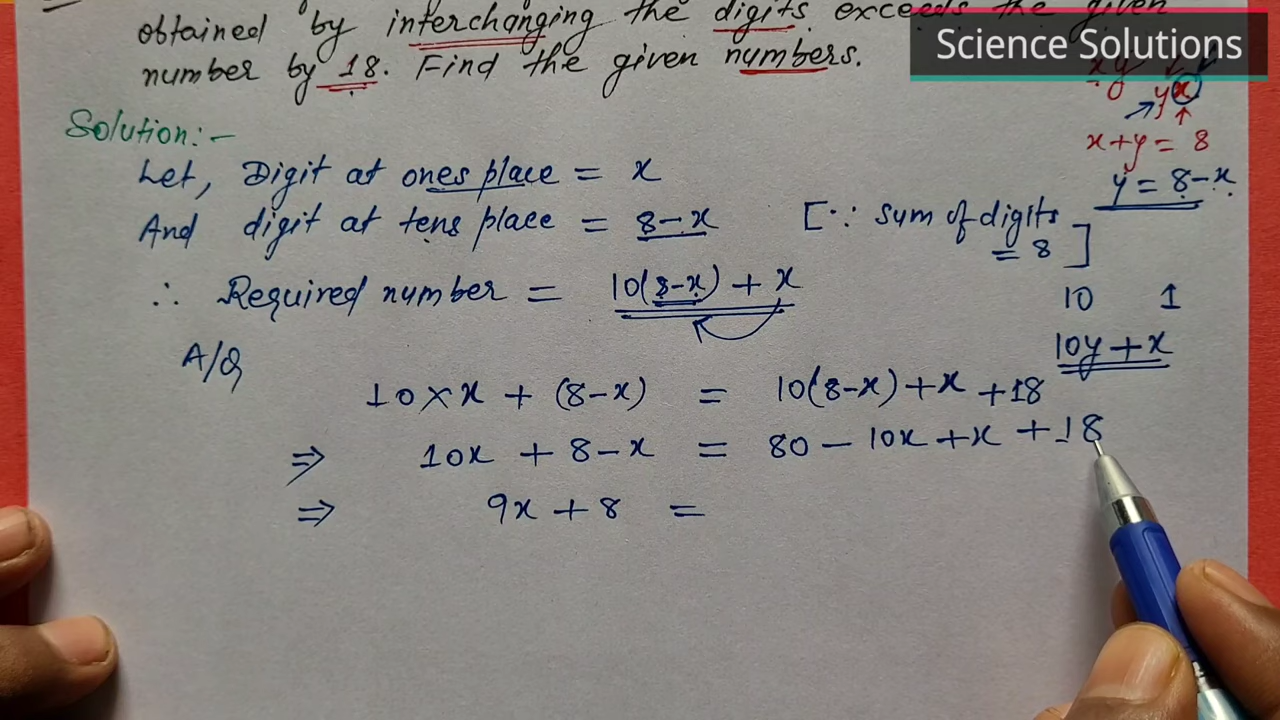 obtained by interchanging the digits exceeds the given
number by 18. Find the given numbers.
Science Solutions
xy
yx
Solution:-
x+y = 8
Let, Digit at ones place = x
y = 8-x
And digit at tens place = 8-x [∵ sum of digits = 8]
∴ Required number = 10(8-x) + x
10 1
10y + x
A/Q
10×x + (8-x) = 10(8-x) + x +18
⇒ 10x + 8-x = 80 - 10x + x + 18
⇒ 9x + 8 =